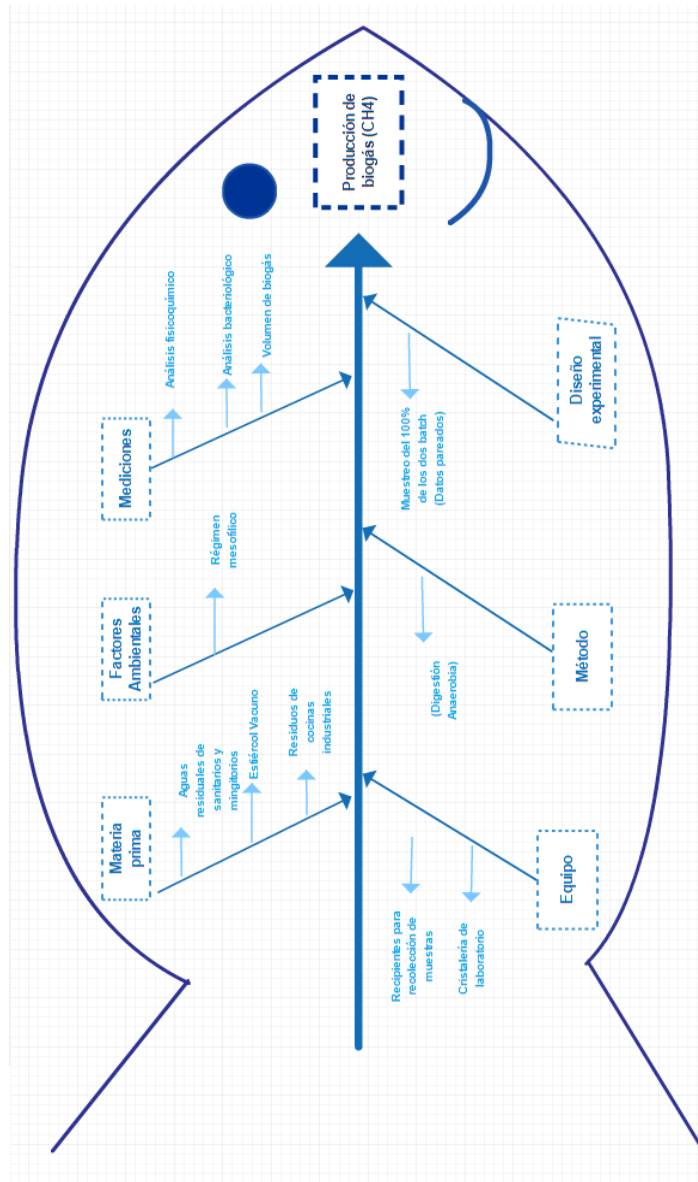 Producción de
biogás (CH4)
Mediciones
Análisis fisicoquímico
Análisis bacteriológico
Volumen de biogás
Factores
Ambientales
Régimen
mesofílico
Materia
prima
Aguas
residuales de
sanitarios y
mingitorios
Estiércol Vacuno
Residuos de
cocinas
industriales
Diseño
experimental
Muestreo del 100%
de los dos batch
(Datos pareados)
Método
(Digestión
Anaerobia)
Equipo
Recipientes para
recolección de
muestras
Cristalería de
laboratorio